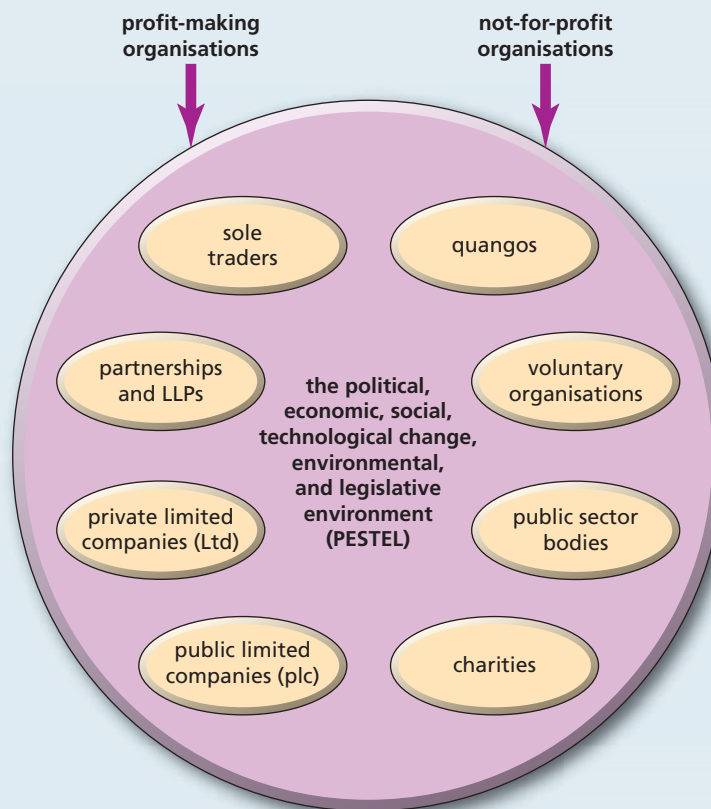 profit-making
organisations
not-for-profit
organisations
sole
traders
quangos
partnerships
and LLPs
voluntary
organisations
the political,
economic, social,
technological change,
environmental,
and legislative
environment
(PESTEL)
private limited
companies (Ltd)
public sector
bodies
public limited
companies (plc)
charities